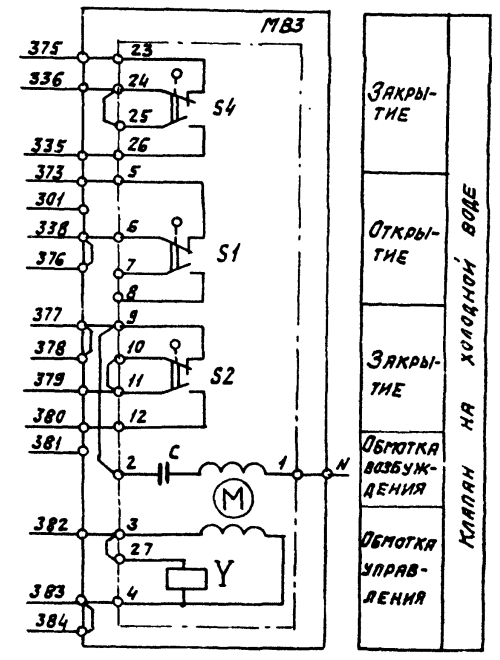 МВ3
375
23
336
24
25
S4
335
26
373
5
301
338
6
376
7
S1
8
377
9
378
10
379
11
S2
380
12
381
2
C
1
N
M
382
3
27
Y
383
4
384
ЗАКРЫ-
ТИЕ
ОТКРЫ-
ТИЕ
ЗАКРЫ-
ТИЕ
ОБМОТКА
ВОЗБУЖ-
ДЕНИЯ
ОБМОТКА
УПРАВ-
ЛЕНИЯ
КЛАПАН НА ХОЛОДНОЙ ВОДЕ